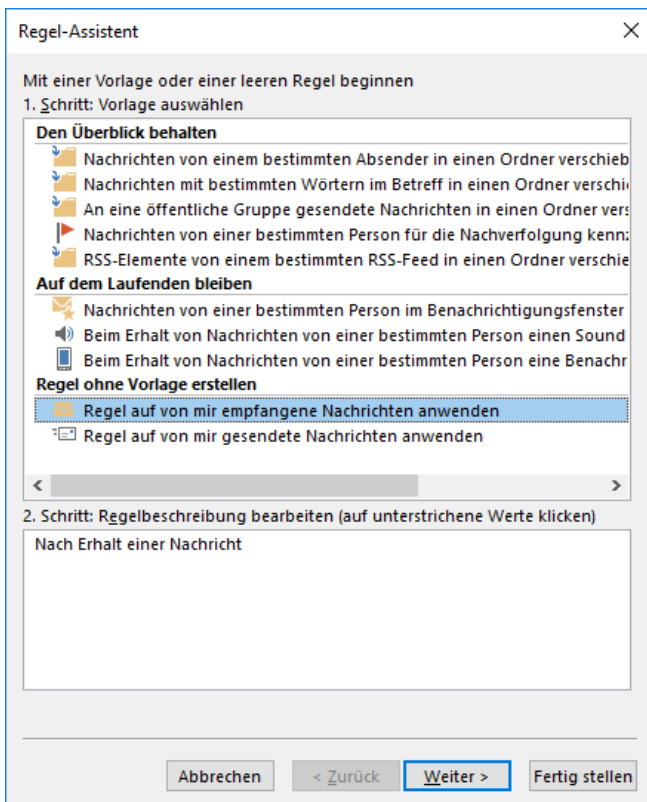 Regel-Assistent
Mit einer Vorlage oder einer leeren Regel beginnen
1. Schritt: Vorlage auswählen
Den Überblick behalten
Nachrichten von einem bestimmten Absender in einen Ordner verschieb
Nachrichten mit bestimmten Wörtern im Betreff in einen Ordner verschi
An eine öffentliche Gruppe gesendete Nachrichten in einen Ordner vers
Nachrichten von einer bestimmten Person für die Nachverfolgung kennz
RSS-Elemente von einem bestimmten RSS-Feed in einen Ordner verschie
Auf dem Laufenden bleiben
Nachrichten von einer bestimmten Person im Benachrichtigungsfenster
Beim Erhalt von Nachrichten von einer bestimmten Person einen Sound
Beim Erhalt von Nachrichten von einer bestimmten Person eine Benachr
Regel ohne Vorlage erstellen
Regel auf von mir empfangene Nachrichten anwenden
Regel auf von mir gesendete Nachrichten anwenden
2. Schritt: Regelbeschreibung bearbeiten (auf unterstrichene Werte klicken)
Nach Erhalt einer Nachricht
Abbrechen < Zurück Weiter > Fertig stellen